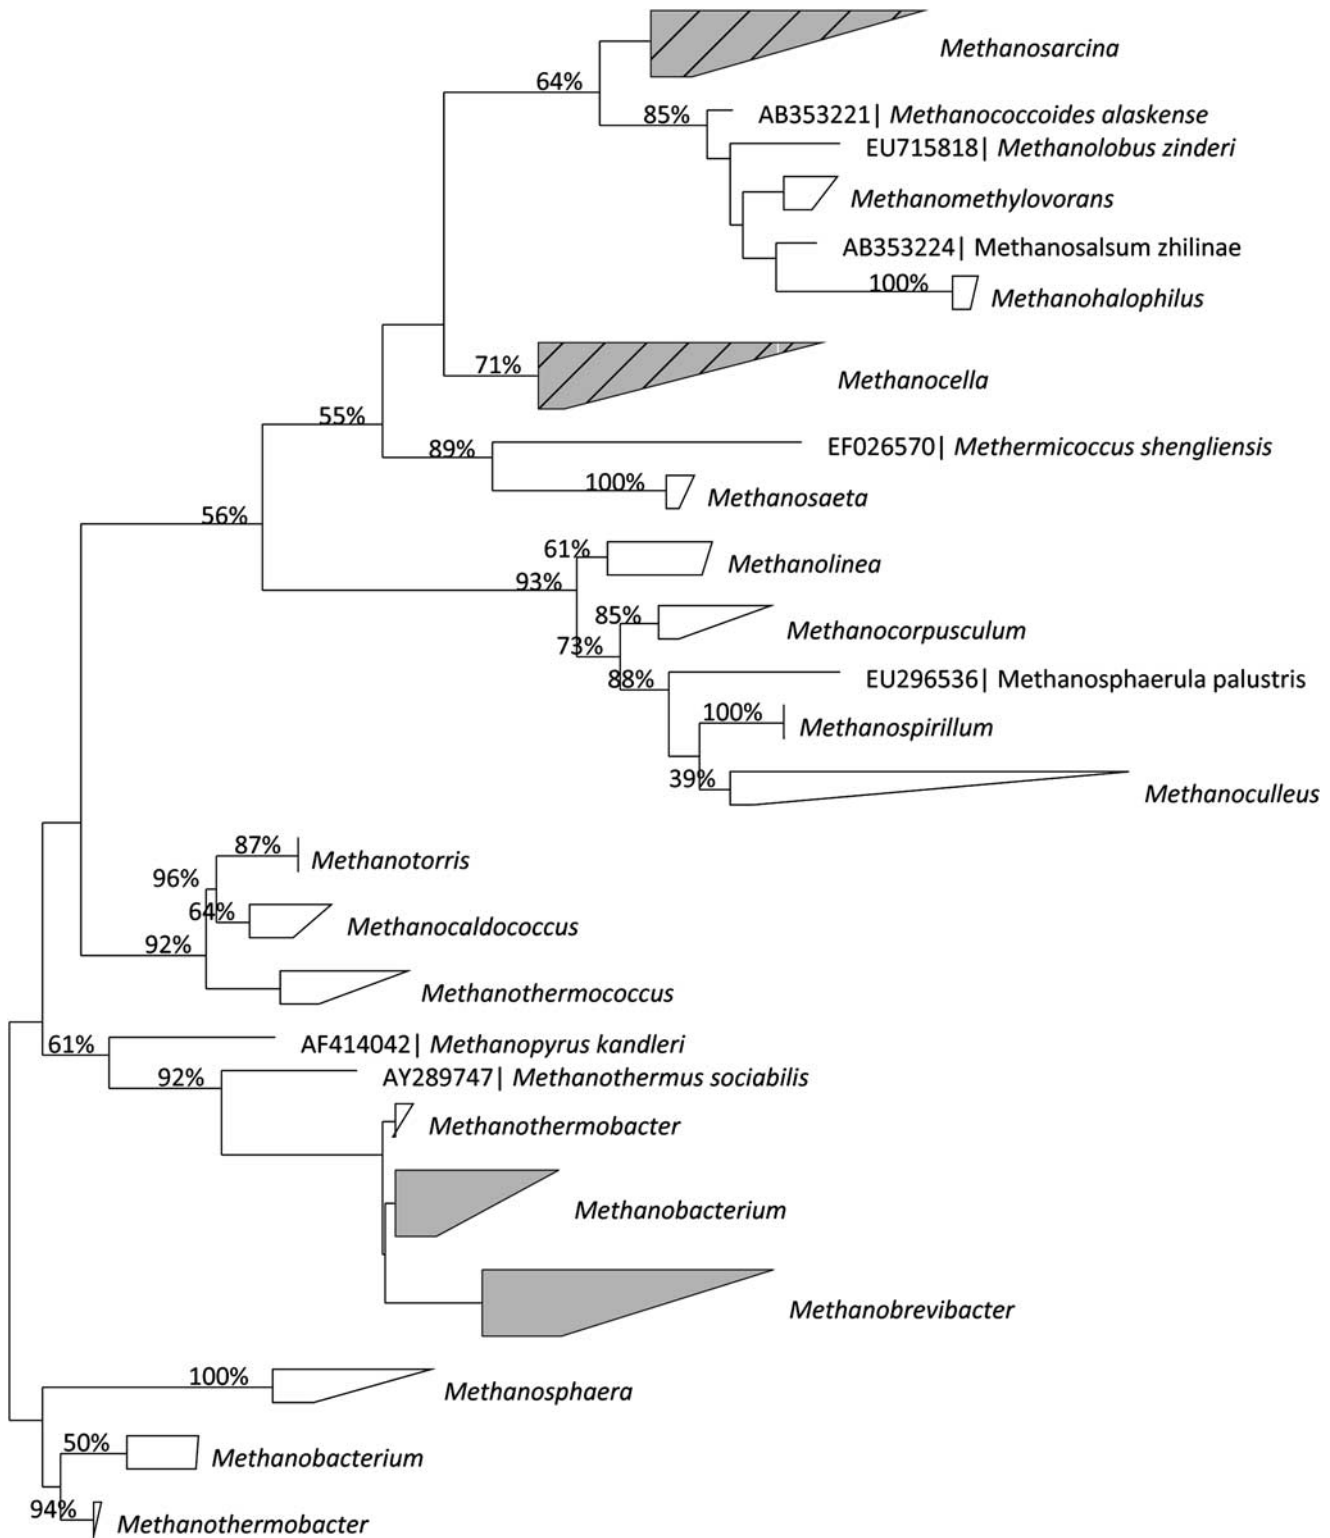 Methanosarcina
64%
85%
AB353221| Methanococcoides alaskense
EU715818| Methanolobus zinderi
Methanomethylovorans
AB353224| Methanosalsum zhilinae
100%
Methanohalophilus
71%
Methanocella
55%
89%
EF026570| Methermicoccus shengliensis
100%
Methanosaeta
56%
61%
Methanolinea
93%
85%
Methanocorpusculum
73%
88%
EU296536| Methanosphaerula palustris
100%
Methanospirillum
39%
Methanoculleus
87%
Methanotorris
96%
64%
Methanocaldococcus
92%
Methanothermococcus
61%
AF414042| Methanopyrus kandleri
92%
AY289747| Methanothermus sociabilis
Methanothermobacter
Methanobacterium
Methanobrevibacter
100%
Methanosphaera
50%
Methanobacterium
94%
Methanothermobacter